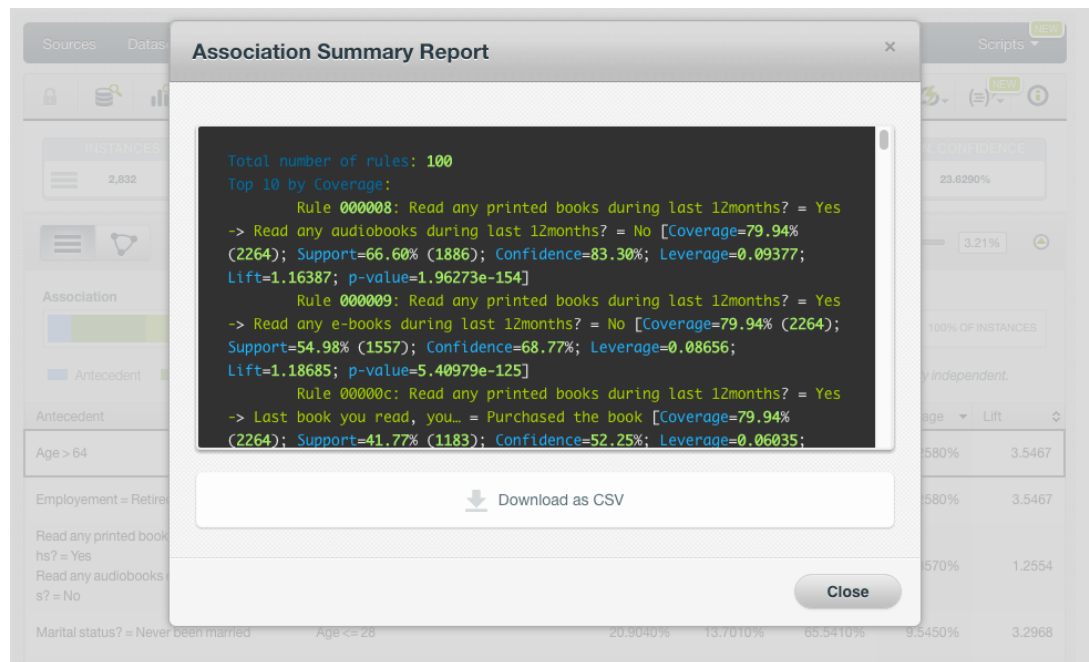 Sources Datas
NEW
Scripts
Association Summary Report
×
NEW
INSTANCES
CONFIDENCE
2,832
23.6290%
Total number of rules: 100
Top 10 by Coverage:
Rule 000008: Read any printed books during last 12months? = Yes
-> Read any audiobooks during last 12months? = No [Coverage=79.94%
(2264); Support=66.60% (1886); Confidence=83.30%; Leverage=0.09377;
Lift=1.16387; p-value=1.96273e-154]
Rule 000009: Read any printed books during last 12months? = Yes
-> Read any e-books during last 12months? = No [Coverage=79.94% (2264);
Support=54.98% (1557); Confidence=68.77%; Leverage=0.08656;
Lift=1.18685; p-value=5.40979e-125]
Rule 00000c: Read any printed books during last 12months? = Yes
-> Last book you read, you… = Purchased the book [Coverage=79.94%
(2264); Support=41.77% (1183); Confidence=52.25%; Leverage=0.06035;
3.21%
Association
100% OF INSTANCES
Antecedent
y independent.
Antecedent
age Lift
Age > 64
2580% 3.5467
Download as CSV
Employement = Retire
2580% 3.5467
Read any printed book
hs? = Yes
Read any audiobooks
s? = No
3570% 1.2554
Close
Marital status? = Never been married Age <= 28 20.9040% 13.7010% 65.5410% 9.5450% 3.2968